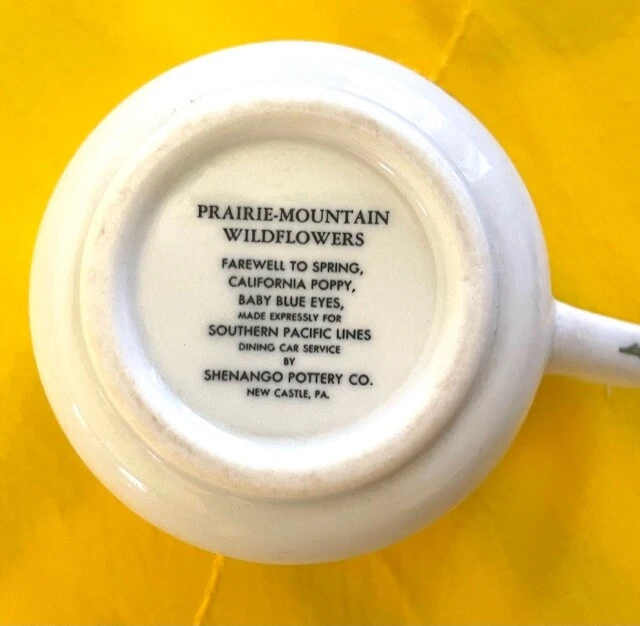 PRAIRIE-MOUNTAIN
WILDFLOWERS
FAREWELL TO SPRING,
CALIFORNIA POPPY,
BABY BLUE EYES,
MADE EXPRESSLY FOR
SOUTHERN PACIFIC LINES
DINING CAR SERVICE
BY
SHENANGO POTTERY CO.
NEW CASTLE, PA.